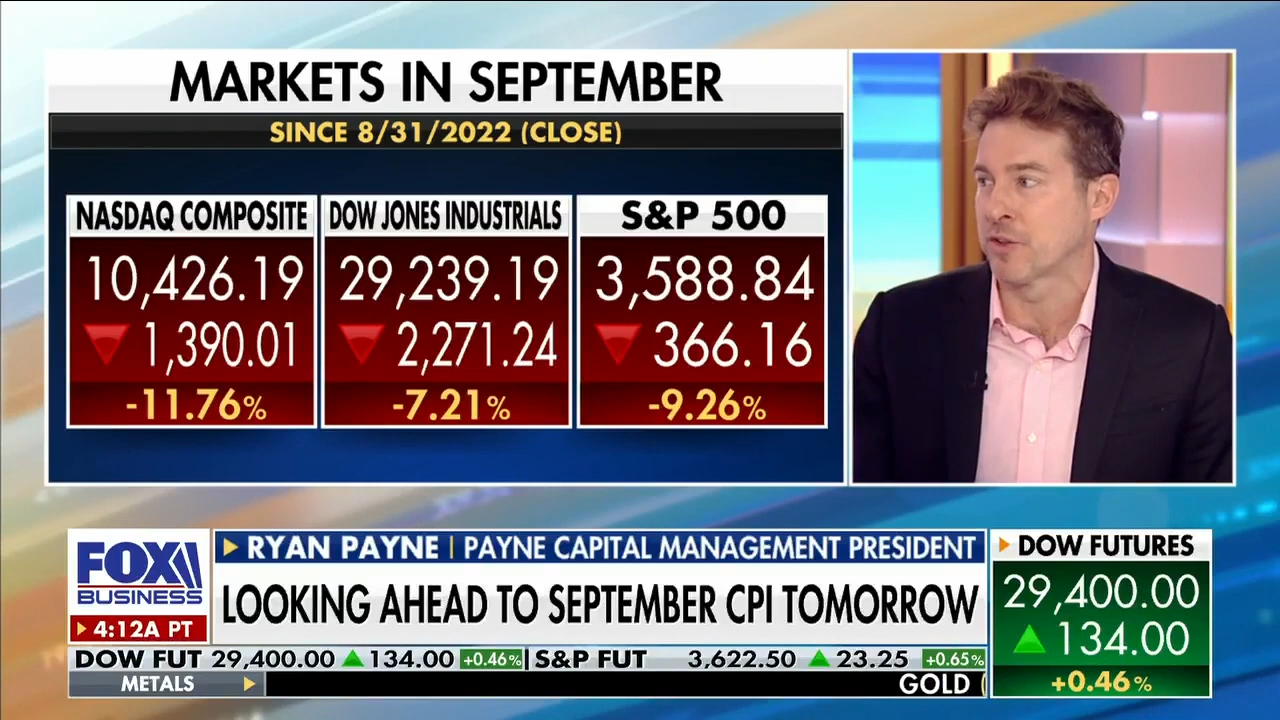 MARKETS IN SEPTEMBER
SINCE 8/31/2022 (CLOSE)
NASDAQ COMPOSITE
10,426.19
1,390.01
-11.76%
DOW JONES INDUSTRIALS
29,239.19
2,271.24
-7.21%
S&P 500
3,588.84
366.16
-9.26%
FOX
BUSINESS
4:12A PT
RYAN PAYNE | PAYNE CAPITAL MANAGEMENT PRESIDENT
LOOKING AHEAD TO SEPTEMBER CPI TOMORROW
DOW FUTURES
29,400.00
134.00
+0.46%
DOW FUT 29,400.00 134.00 +0.46% S&P FUT 3,622.50 23.25 +0.65%
METALS
GOLD (